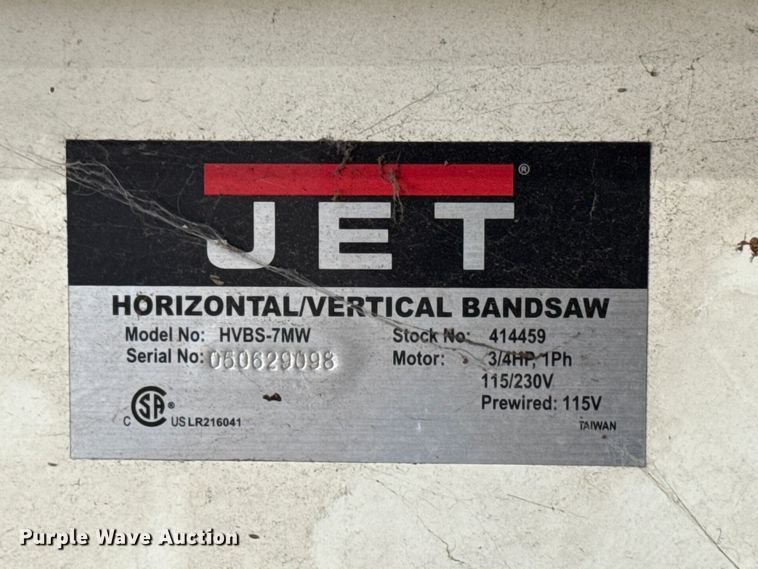 JET®
HORIZONTAL/VERTICAL BANDSAW
Model No: HVBS-7MW
Serial No: 050629098
Stock No: 414459
Motor: 3/4HP, 1Ph
115/230V
Prewired: 115V
C SA® US LR216041
TAIWAN
Purple Wave Auction